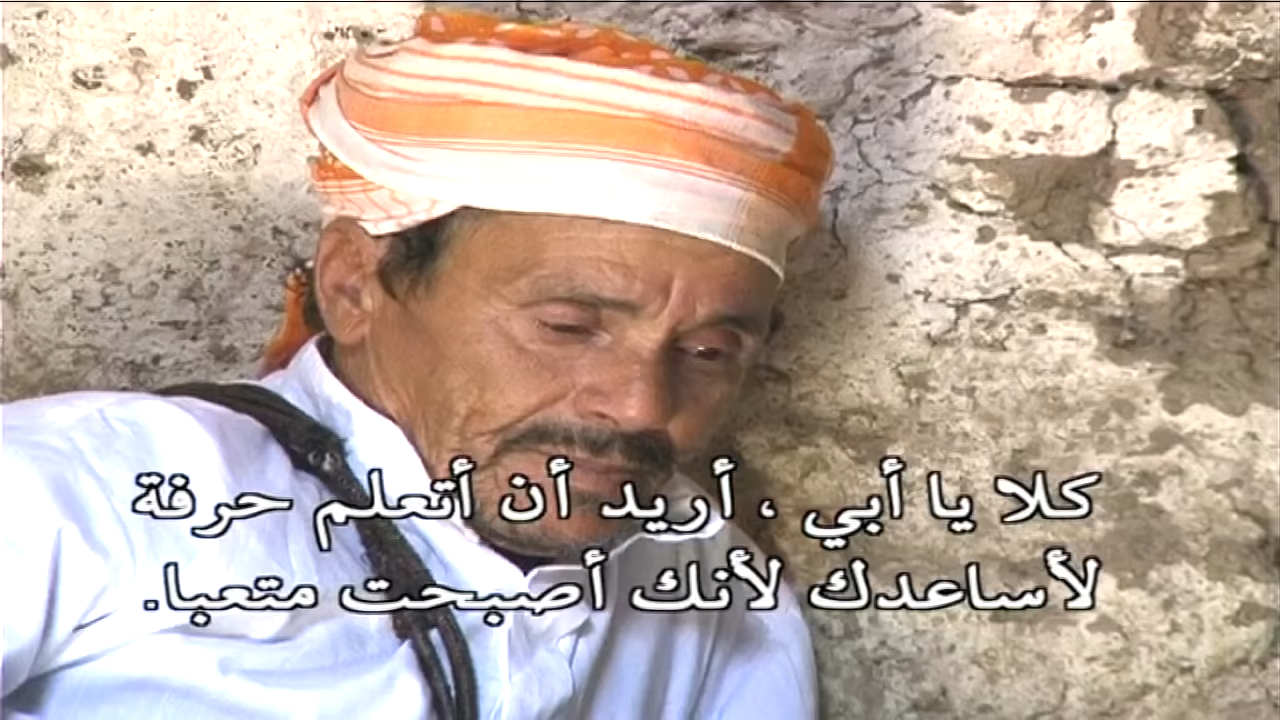 كلا يا أبي ، أريد أن أتعلم حرفة
لأساعدك لأنك أصبحت متعبا.